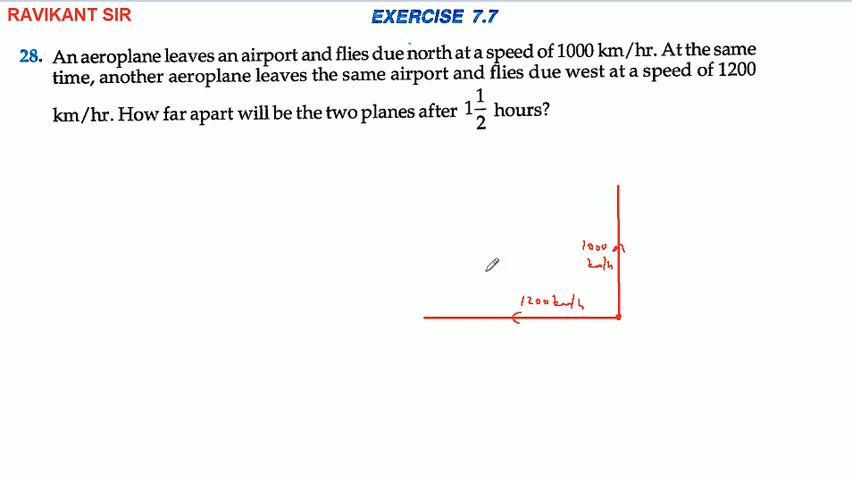 RAVIKANT SIR
EXERCISE 7.7
28. An aeroplane leaves an airport and flies due north at a speed of 1000 km/hr. At the same
time, another aeroplane leaves the same airport and flies due west at a speed of 1200
km/hr. How far apart will be the two planes after 1 1/2 hours?
1000
km/h
1200 km/h